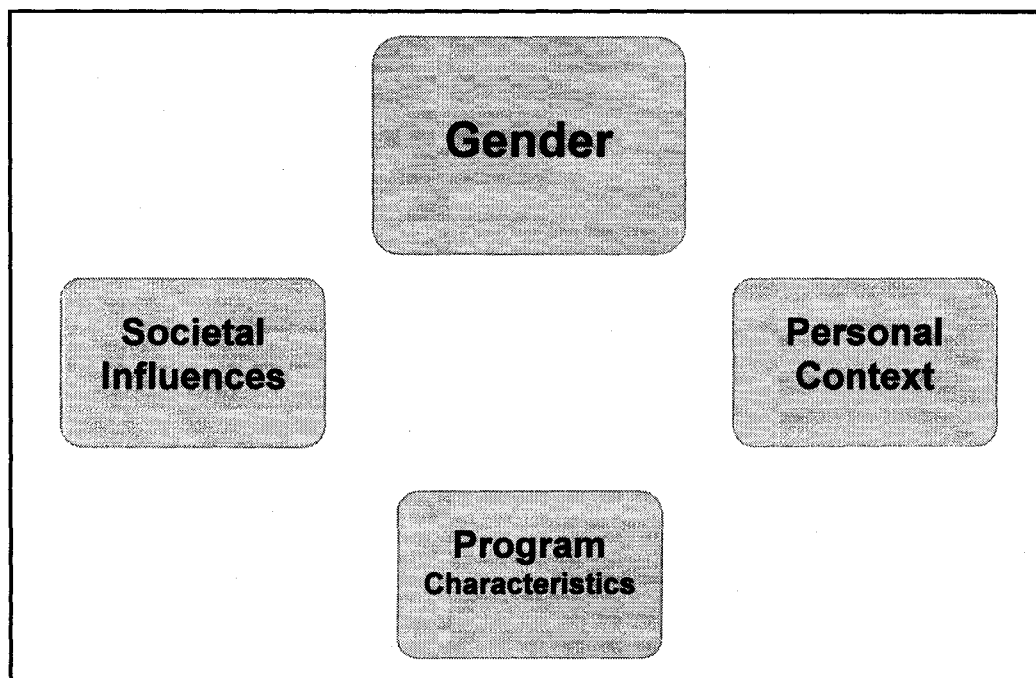 Gender
Societal
Influences
Personal
Context
Program
Characteristics